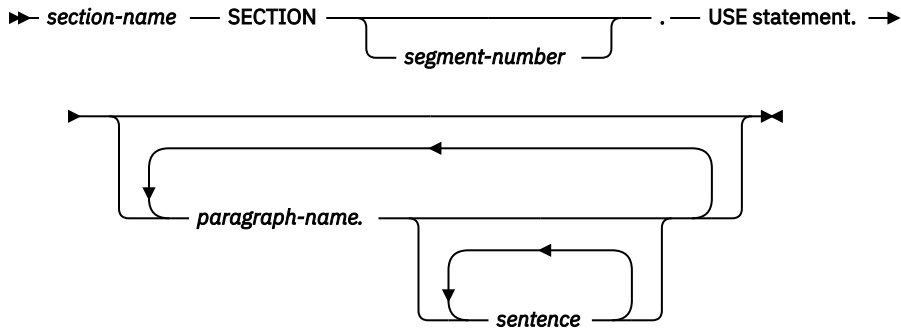 section-name SECTION . USE statement.
segment-number
paragraph-name.
sentence